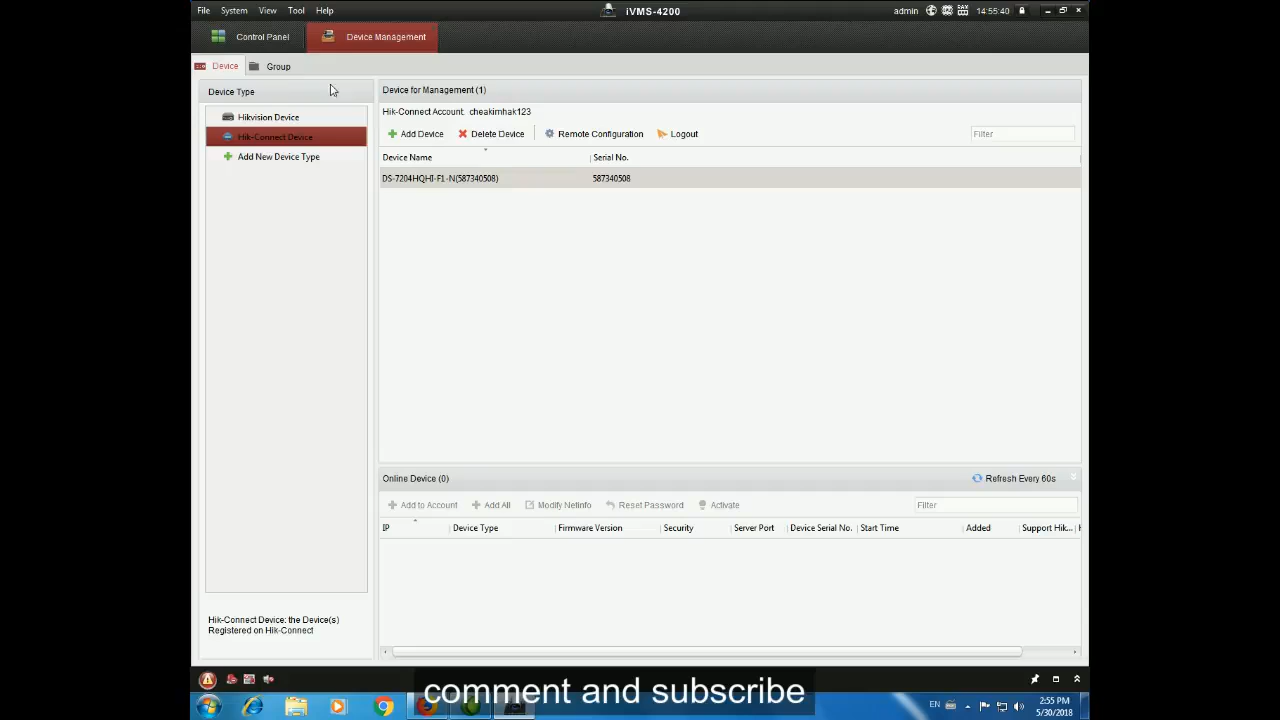 File System View Tool Help
iVMS-4200
admin 14:55:40
Control Panel
Device Management
Device
Group
Device Type
Hikvision Device
Hik-Connect Device
Add New Device Type
Hik-Connect Device: the Device(s)
Registered on Hik-Connect
Device for Management (1)
Hik-Connect Account: cheakimhak123
Add Device Delete Device Remote Configuration Logout
Filter
Device Name Serial No.
DS-7204HQHI-F1-N(587340508) 587340508
Online Device (0)
Refresh Every 60s
Add to Account Add All Modify Netinfo Reset Password Activate
Filter
IP Device Type Firmware Version Security Server Port Device Serial No. Start Time Added Support Hik...
comment and subscribe
EN
2:55 PM
5/30/2018